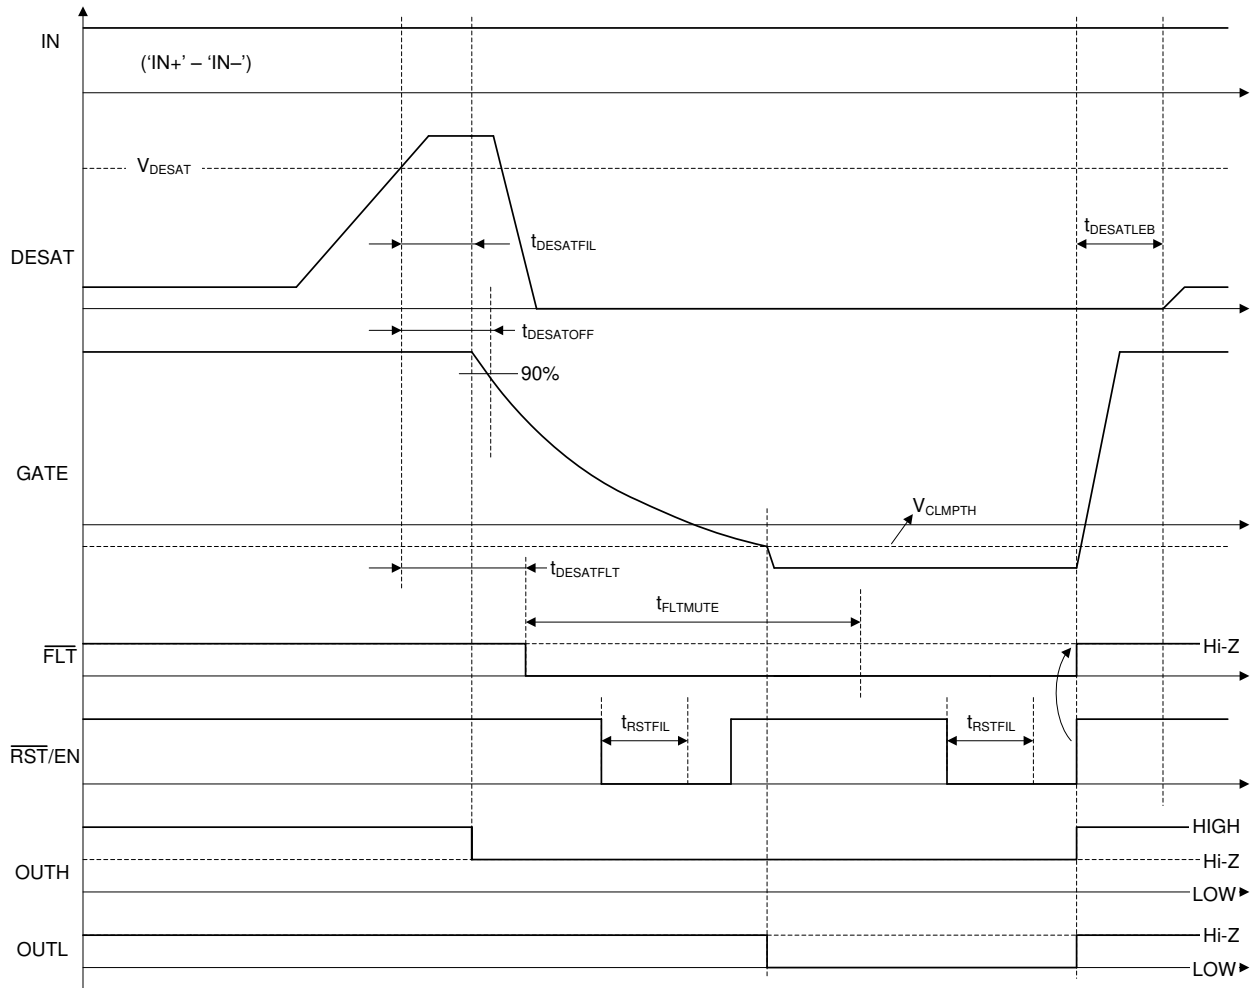 IN
('IN+' – 'IN–')
VDESAT
tDESATLEB
tDESATFIL
DESAT
tDESATOFF
90%
GATE
VCLMPTH
tDESATFLT
tFLTMUTE
FLT
Hi-Z
RST/EN
tRSTFIL
tRSTFIL
HIGH
OUTH
Hi-Z
LOW
OUTL
Hi-Z
LOW